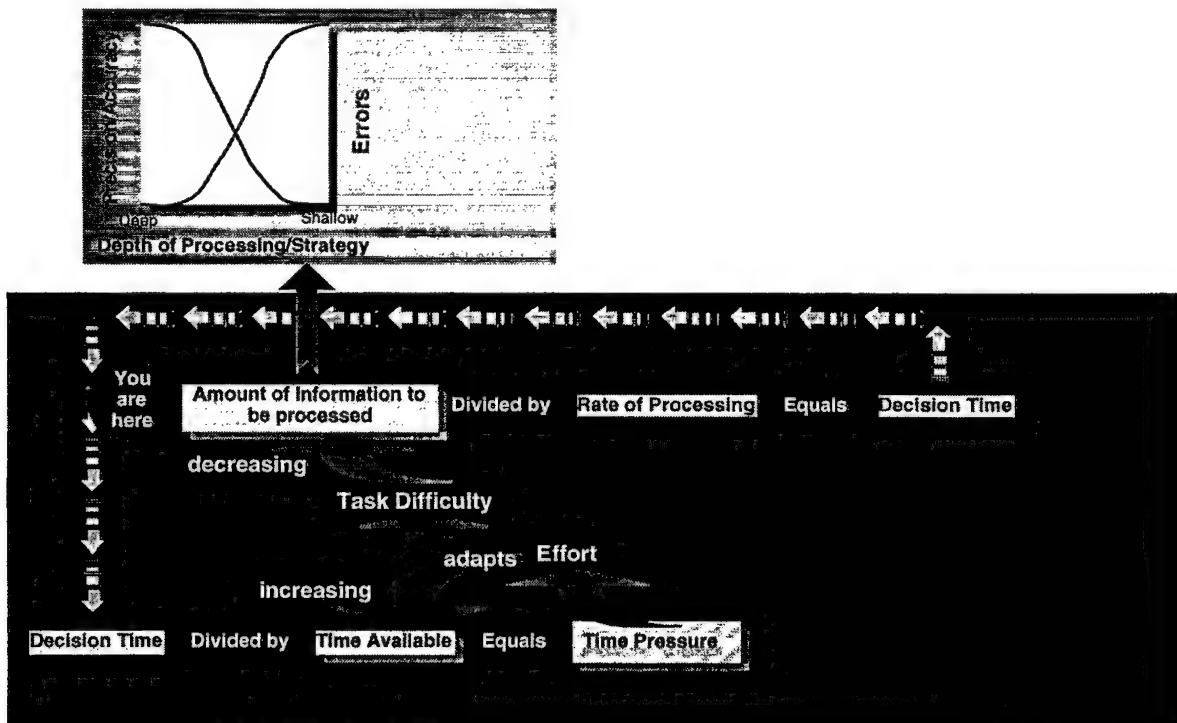 Precision/Accuracy
Errors
Deep
Shallow
Depth of Processing/Strategy
You
are
here
Amount of Information to
be processed
Divided by
Rate of Processing
Equals
Decision Time
decreasing
Task Difficulty
adapts
Effort
increasing
Decision Time
Divided by
Time Available
Equals
Time Pressure